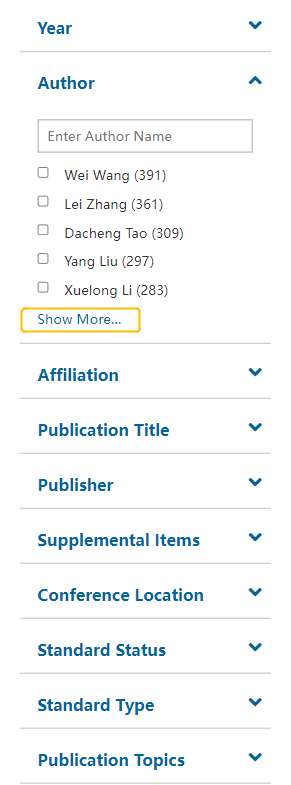 Year
Author
Enter Author Name
Wei Wang (391)
Lei Zhang (361)
Dacheng Tao (309)
Yang Liu (297)
Xuelong Li (283)
Show More...
Affiliation
Publication Title
Publisher
Supplemental Items
Conference Location
Standard Status
Standard Type
Publication Topics